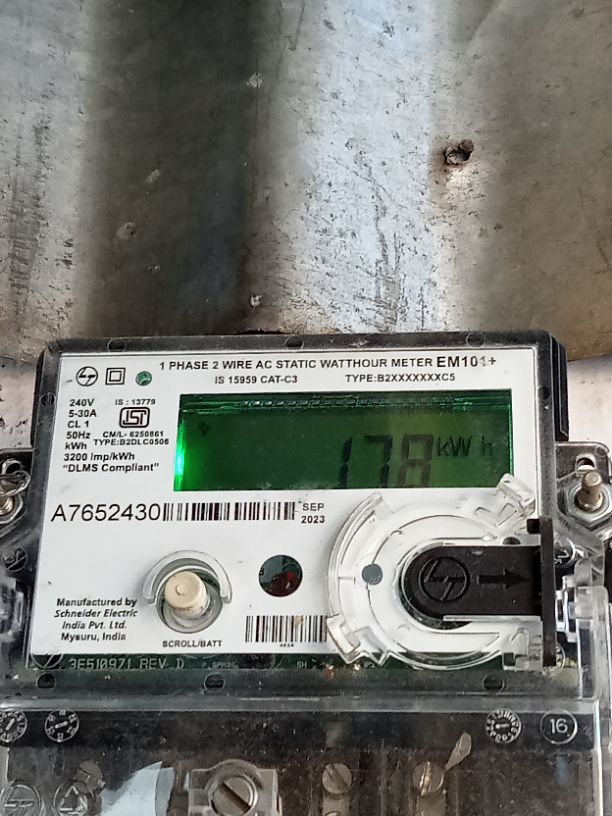 1 PHASE 2 WIRE AC STATIC WATTHOUR METER EM101+
IS 15959 CAT-C3 TYPE:B2XXXXXXXC5
240V
5-30A
CL 1
50Hz
kWh
3200 Imp/kWh
"DLMS Compliant"
IS : 13779
ISI
CM/L- 6250861
TYPE:B2DLC0506
178 kWh
A7652430
SEP
2023
Manufactured by
Schneider Electric
India Pvt. Ltd.
Mysuru, India
SCROLL/BATT
3E510971 REV D
16